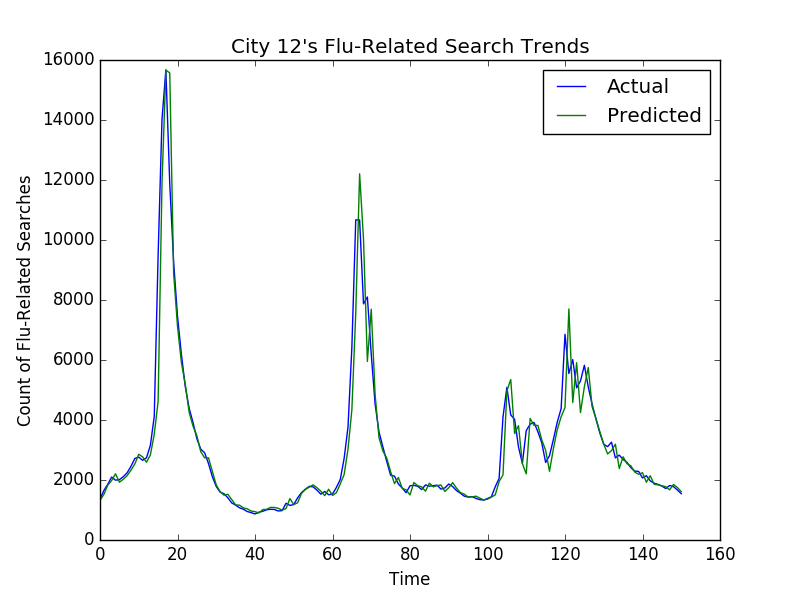 City 12's Flu-Related Search Trends
Actual
Predicted
Count of Flu-Related Searches
16000
14000
12000
10000
8000
6000
4000
2000
0
0 20 40 60 80 100 120 140 160
Time